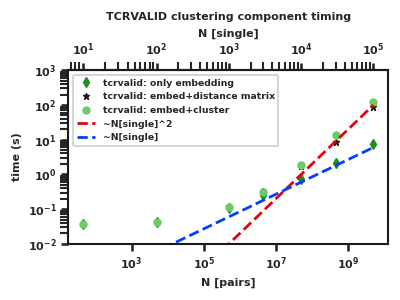 TCRVALID clustering component timing
N [single]
10^1 10^2 10^3 10^4 10^5
time (s)
10^3
10^2
10^1
10^0
10^-1
10^-2
tcrvalid: only embedding
tcrvalid: embed+distance matrix
tcrvalid: embed+cluster
~N[single]^2
~N[single]
10^3 10^5 10^7 10^9
N [pairs]